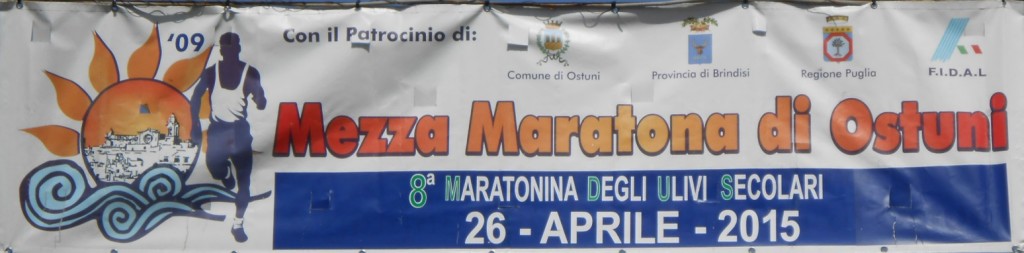 '09
Con il Patrocinio di:
Comune di Ostuni
Provincia di Brindisi
Regione Puglia
F.I.D.A.L
Mezza Maratona di Ostuni
8ª MARATONINA DEGLI ULIVI SECOLARI
26 - APRILE - 2015